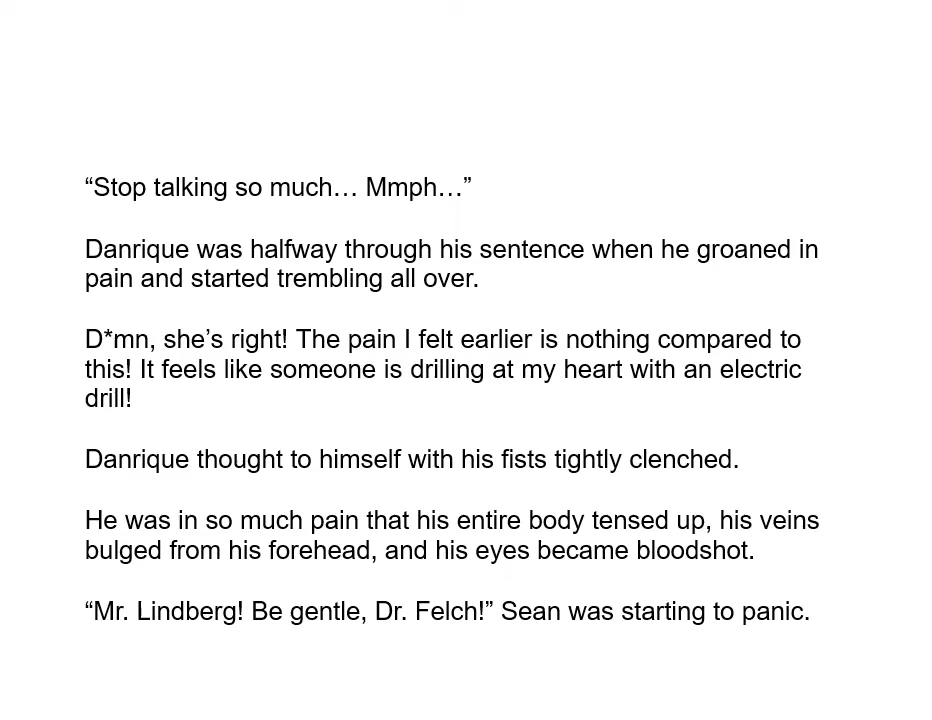 “Stop talking so much… Mmph…”
Danrique was halfway through his sentence when he groaned in
pain and started trembling all over.
D*mn, she’s right! The pain I felt earlier is nothing compared to
this! It feels like someone is drilling at my heart with an electric
drill!
Danrique thought to himself with his fists tightly clenched.
He was in so much pain that his entire body tensed up, his veins
bulged from his forehead, and his eyes became bloodshot.
“Mr. Lindberg! Be gentle, Dr. Felch!” Sean was starting to panic.